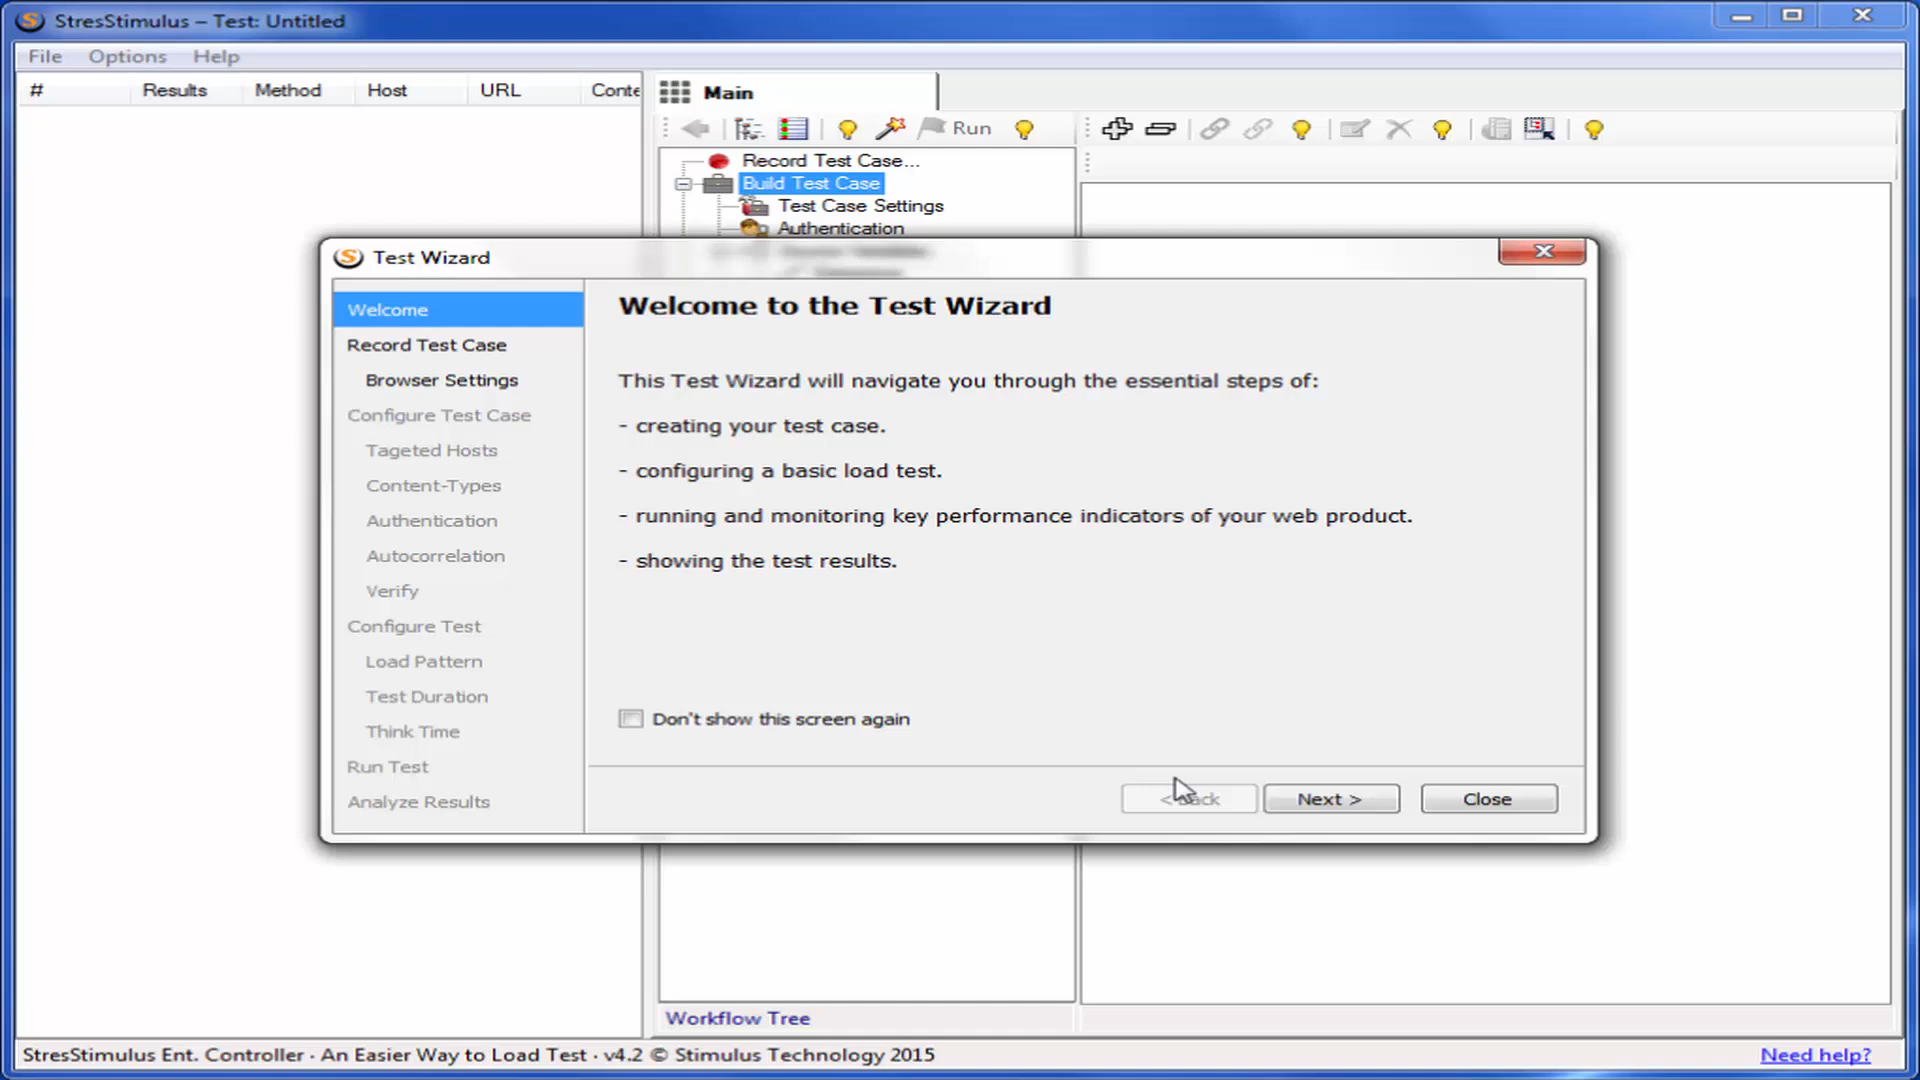 StresStimulus – Test: Untitled
File Options Help
# Results Method Host URL Conte
Main
Run
Record Test Case...
Build Test Case
Test Case Settings
Authentication
Test Wizard
Welcome
Record Test Case
Browser Settings
Configure Test Case
Tageted Hosts
Content-Types
Authentication
Autocorrelation
Verify
Configure Test
Load Pattern
Test Duration
Think Time
Run Test
Analyze Results
Welcome to the Test Wizard
This Test Wizard will navigate you through the essential steps of:
- creating your test case.
- configuring a basic load test.
- running and monitoring key performance indicators of your web product.
- showing the test results.
Don't show this screen again
Next >
Close
Workflow Tree
StresStimulus Ent. Controller · An Easier Way to Load Test · v4.2 © Stimulus Technology 2015
Need help?